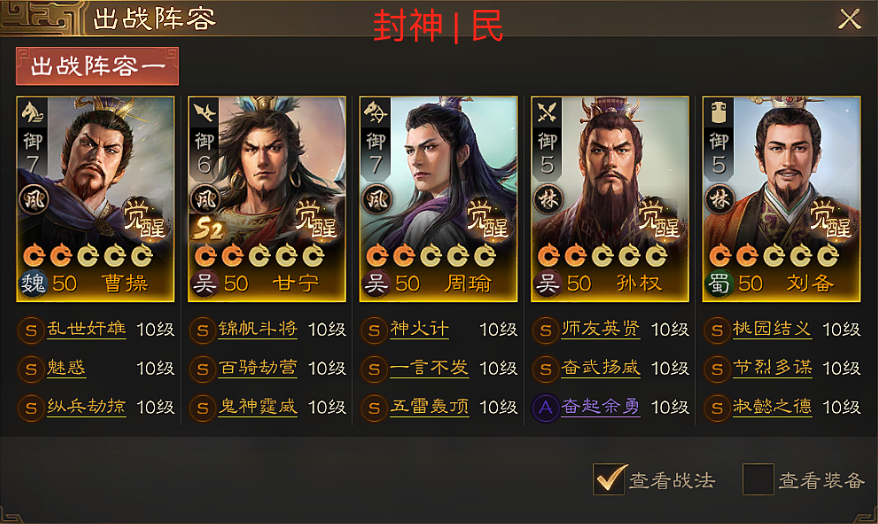 出战阵容
封神 | 民
出战阵容一
御 7 风 魏 50 曹操 觉醒
御 6 风 S2 吴 50 甘宁 觉醒
御 7 风 吴 50 周瑜 觉醒
御 5 林 吴 50 孙权 觉醒
御 5 林 蜀 50 刘备 觉醒
S 乱世奸雄 10级 S 锦帆斗将 10级 S 神火计 10级 S 师友英贤 10级 S 桃园结义 10级
S 魅惑 10级 S 百骑劫营 10级 S 一言不发 10级 S 奋武扬威 10级 S 节烈多谋 10级
S 纵兵劫掠 10级 S 鬼神霆威 10级 S 五雷轰顶 10级 A 奋起余勇 10级 S 淑懿之德 10级
查看战法 查看装备